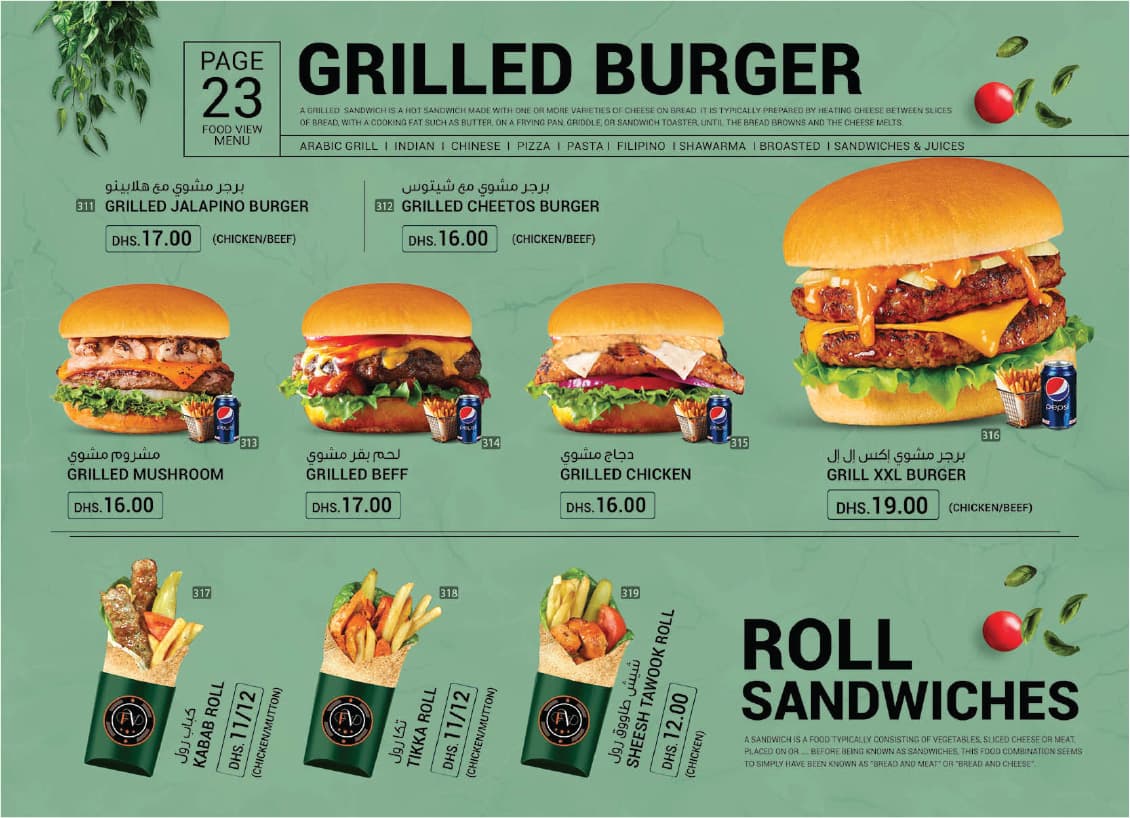 PAGE
23
FOOD VIEW
MENU
GRILLED BURGER
A GRILLED SANDWICH IS A HOT SANDWICH MADE WITH ONE OR MORE VARIETIES OF CHEESE ON BREAD. IT IS TYPICALLY PREPARED BY HEATING CHEESE BETWEEN SLICES
OF BREAD, WITH A COOKING FAT SUCH AS BUTTER, ON A FRYING PAN, GRIDDLE, OR SANDWICH TOASTER, UNTIL THE BREAD BROWNS AND THE CHEESE MELTS.
ARABIC GRILL I INDIAN I CHINESE I PIZZA I PASTA I FILIPINO I SHAWARMA I BROASTED I SANDWICHES & JUICES
برجر مشوي مع هلابينو
311 GRILLED JALAPINO BURGER
DHS.17.00 (CHICKEN/BEEF)
برجر مشوي مع شيتوس
312 GRILLED CHEETOS BURGER
DHS.16.00 (CHICKEN/BEEF)
313
مشروم مشوي
GRILLED MUSHROOM
DHS.16.00
314
لحم بقر مشوي
GRILLED BEFF
DHS.17.00
315
دجاج مشوي
GRILLED CHICKEN
DHS.16.00
pepsi
316
برجر مشوي إكس إل إل
GRILL XXL BURGER
DHS.19.00 (CHICKEN/BEEF)
317
كباب رول
KABAB ROLL
DHS.11/12
(CHICKEN/MUTTON)
318
تكا رول
TIKKA ROLL
DHS.11/12
(CHICKEN/MUTTON)
319
شيش طاووق رول
SHEESH TAWOOK ROLL
DHS.12.00
(CHICKEN)
ROLL
SANDWICHES
A SANDWICH IS A FOOD TYPICALLY CONSISTING OF VEGETABLES, SLICED CHEESE OR MEAT,
PLACED ON OR .... BEFORE BEING KNOWN AS SANDWICHES, THIS FOOD COMBINATION SEEMS
TO SIMPLY HAVE BEEN KNOWN AS "BREAD AND MEAT" OR "BREAD AND CHEESE".